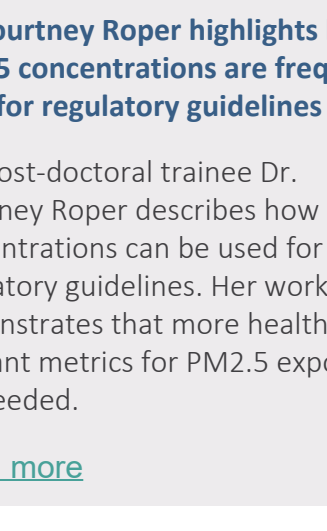 ourtney Roper highlights
5 concentrations are freq
for regulatory guidelines
ost-doctoral trainee Dr.
ney Roper describes how
entrations can be used for
atory guidelines. Her work
nstrates that more health
ant metrics for PM2.5 expo
eeded.
more